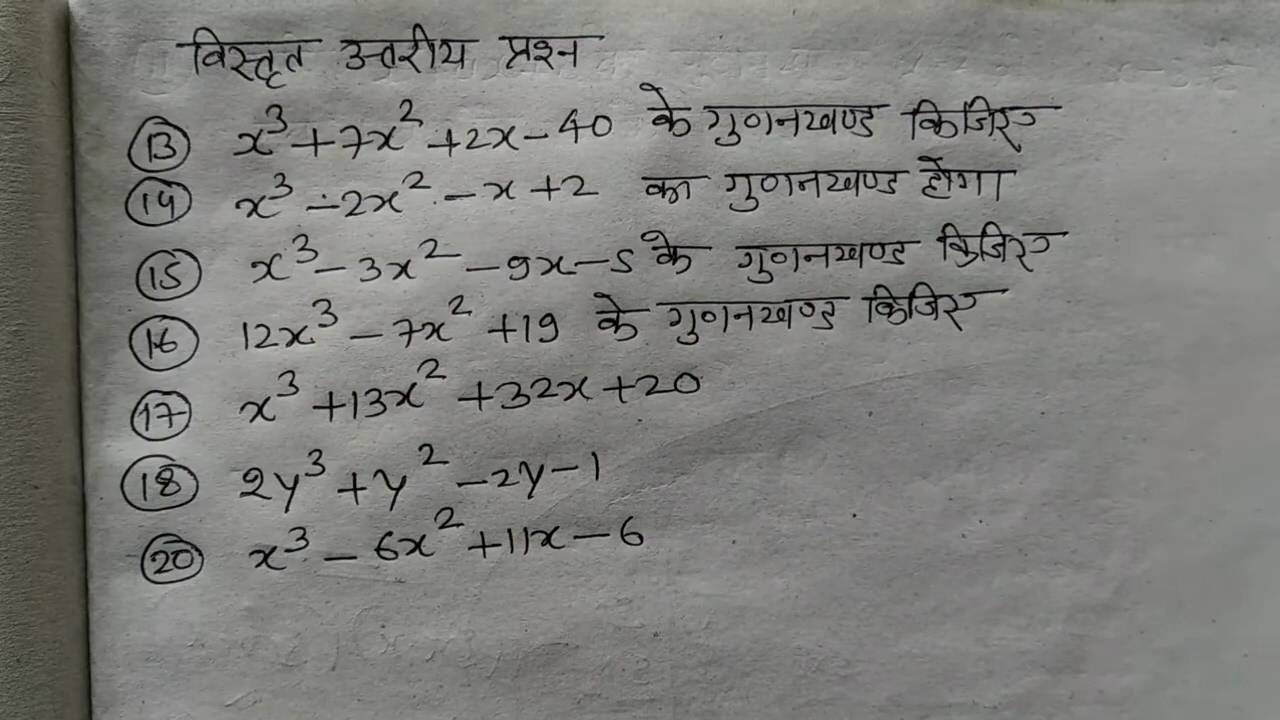 विस्तृत उत्तरीय प्रश्न
(13) x³ + 7x² + 2x - 40 के गुणनखण्ड किजिए
(14) x³ - 2x² - x + 2 का गुणनखण्ड होगा
(15) x³ - 3x² - 9x - 5 के गुणनखण्ड किजिए
(16) 12x³ - 7x² + 19 के गुणनखण्ड किजिए
(17) x³ + 13x² + 32x + 20
(18) 2y³ + y² - 2y - 1
(20) x³ - 6x² + 11x - 6